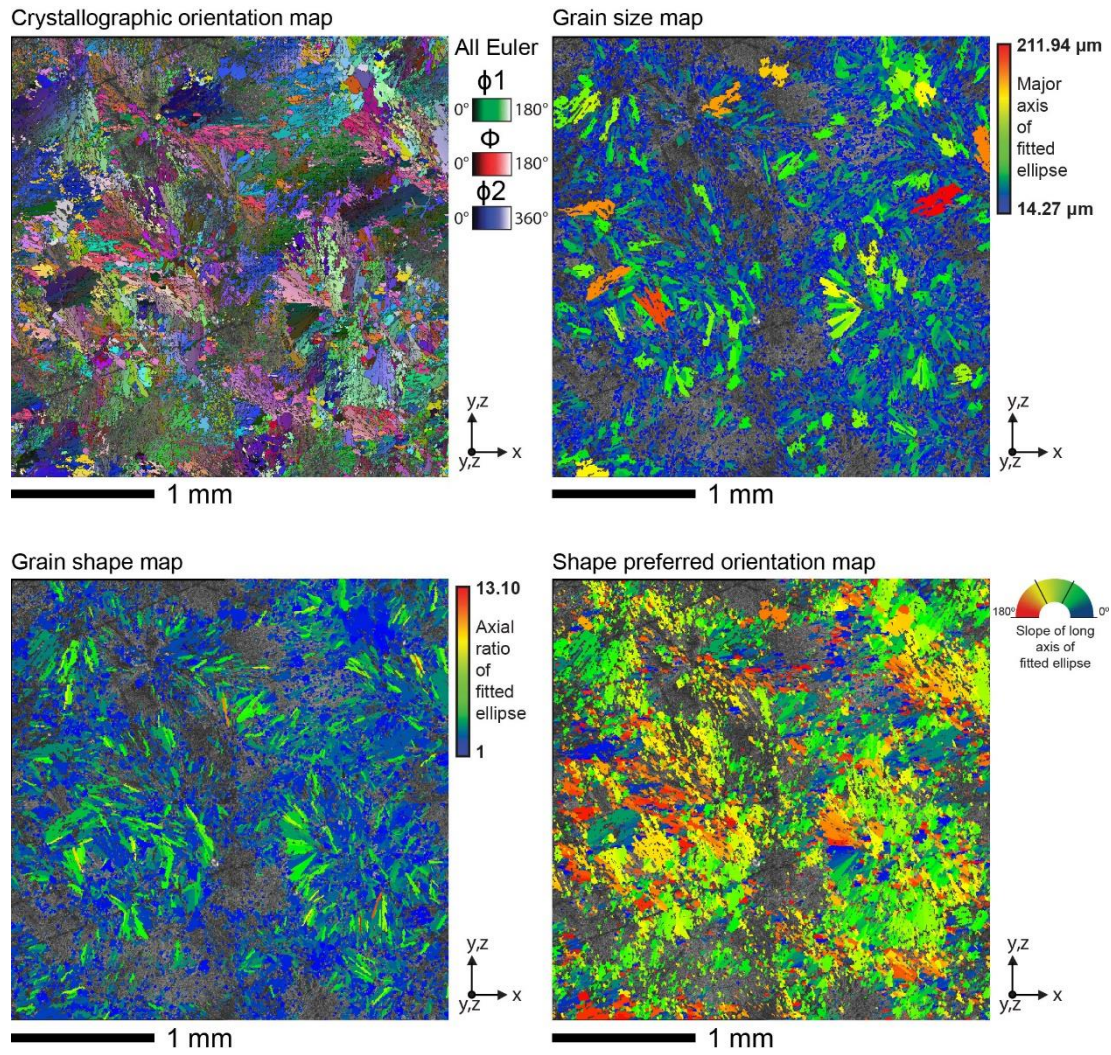 Crystallographic orientation map
All Euler
ϕ1
0° 180°
Φ
0° 180°
ϕ2
0° 360°
y,z
y,z x
1 mm
Grain size map
211.94 µm
Major
axis
of
fitted
ellipse
14.27 µm
y,z
y,z x
1 mm
Grain shape map
13.10
Axial
ratio
of
fitted
ellipse
1
y,z
y,z x
1 mm
Shape preferred orientation map
180° 0°
Slope of long
axis of
fitted ellipse
y,z
y,z x
1 mm